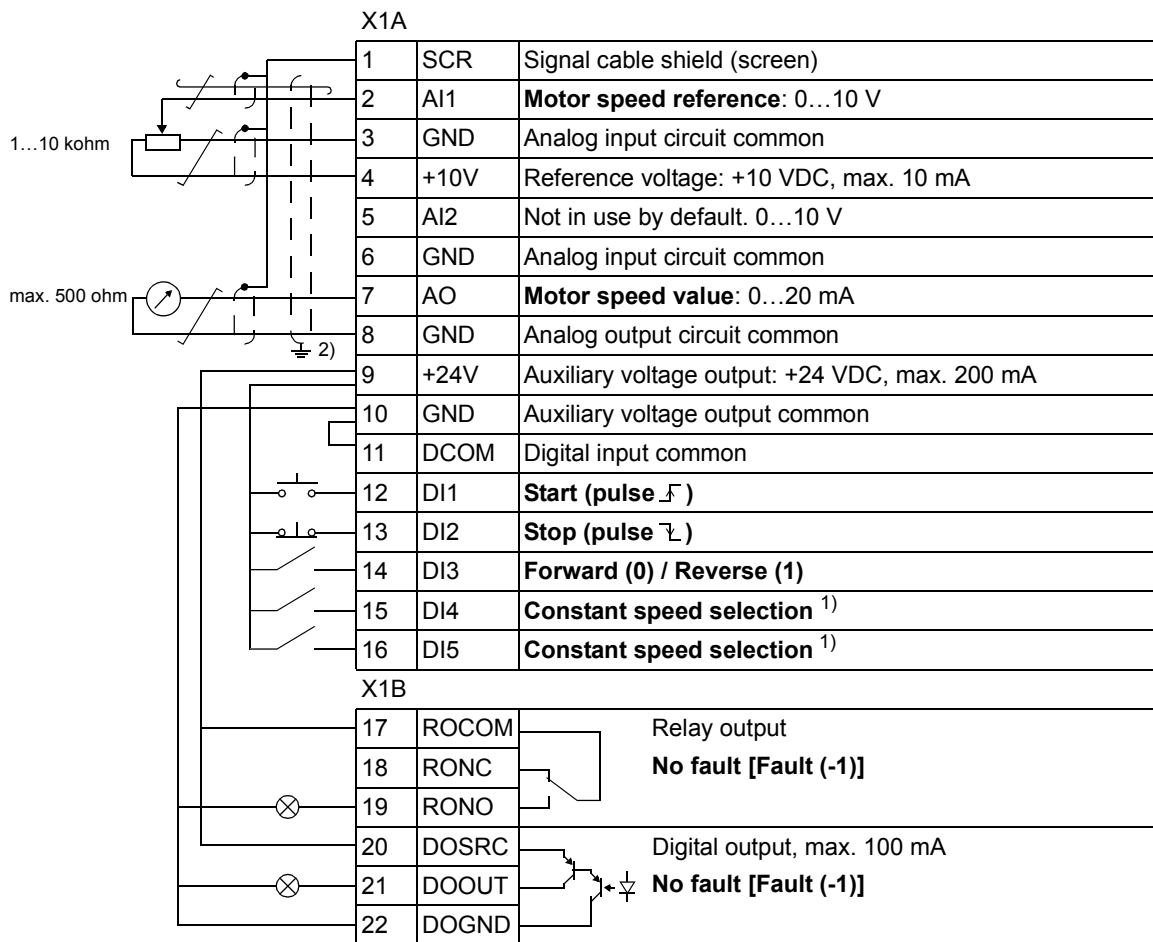 X1A
1 SCR Signal cable shield (screen)
2 AI1 Motor speed reference: 0…10 V
1…10 kohm
3 GND Analog input circuit common
4 +10V Reference voltage: +10 VDC, max. 10 mA
5 AI2 Not in use by default. 0…10 V
6 GND Analog input circuit common
max. 500 ohm
7 AO Motor speed value: 0…20 mA
8 GND Analog output circuit common
2)
9 +24V Auxiliary voltage output: +24 VDC, max. 200 mA
10 GND Auxiliary voltage output common
11 DCOM Digital input common
12 DI1 Start (pulse )
13 DI2 Stop (pulse )
14 DI3 Forward (0) / Reverse (1)
15 DI4 Constant speed selection 1)
16 DI5 Constant speed selection 1)
X1B
17 ROCOM Relay output
18 RONC No fault [Fault (-1)]
19 RONO
20 DOSRC Digital output, max. 100 mA
21 DOOUT No fault [Fault (-1)]
22 DOGND